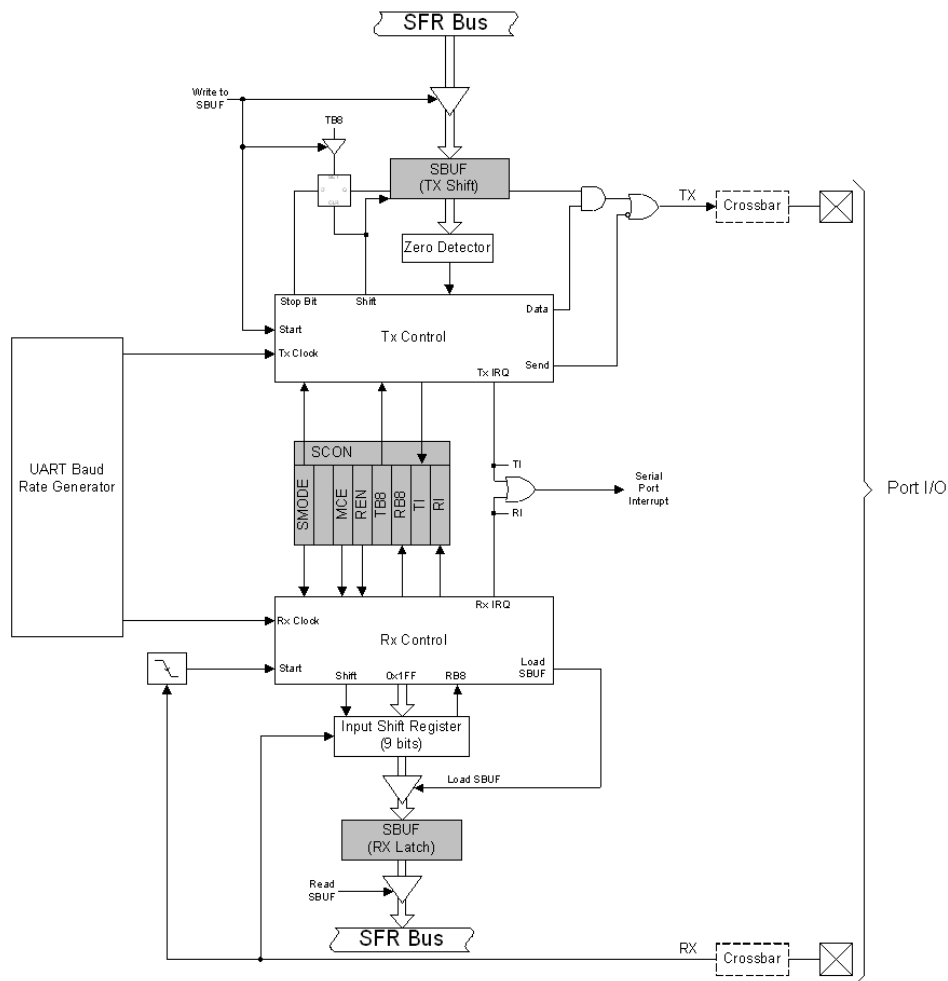 SFR Bus
Write to
SBUF
TB8
SBUF
(TX Shift)
TX
Crossbar
Zero Detector
Stop Bit
Shift
Data
Start
Tx Control
Tx Clock
Send
Tx IRQ
UART Baud
Rate Generator
SCON
SMODE
MCE
REN
TB8
RB8
TI
RI
TI
RI
Serial
Port
Interrupt
Port I/O
Rx IRQ
Rx Clock
Rx Control
Start
Load
SBUF
Shift
0x1FF
RB8
Input Shift Register
(9 bits)
Load SBUF
SBUF
(RX Latch)
Read
SBUF
SFR Bus
RX
Crossbar